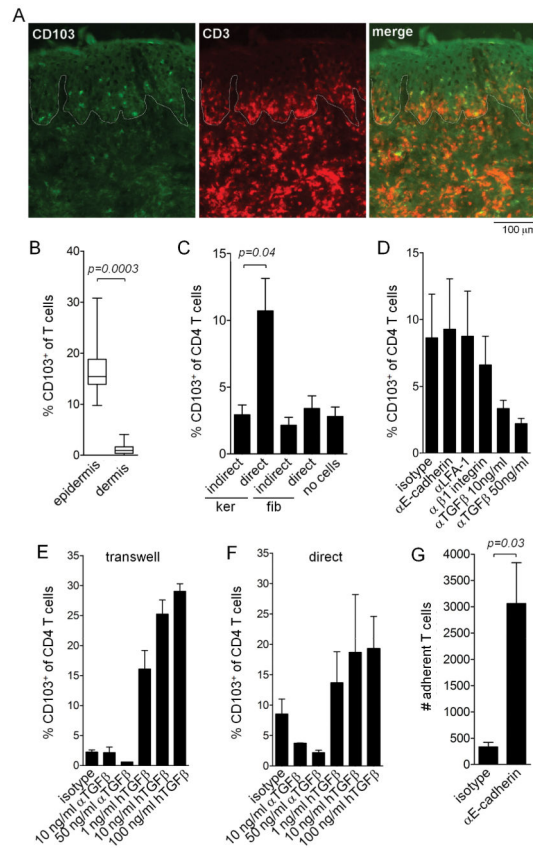 A
CD103
CD3
merge
100 µm
B
% CD103⁺ of T cells
40
30
20
10
0
p=0.0003
epidermis
dermis
C
% CD103⁺ of CD4 T cells
15
10
5
0
p=0.04
indirect
direct
indirect
direct
no cells
ker
fib
D
% CD103⁺ of CD4 T cells
15
10
5
0
isotype
αE-cadherin
αLFA-1
α β1 integrin
αTGFβ 10ng/ml
αTGFβ 50ng/ml
E
transwell
% CD103⁺ of CD4 T cells
35
30
25
20
15
10
5
0
isotype
10 ng/ml αTGFβ
50 ng/ml αTGFβ
1 ng/ml hTGFβ
10 ng/ml hTGFβ
100 ng/ml hTGFβ
F
direct
% CD103⁺ of CD4 T cells
35
30
25
20
15
10
5
0
isotype
10 ng/ml αTGFβ
50 ng/ml αTGFβ
1 ng/ml hTGFβ
10 ng/ml hTGFβ
100 ng/ml hTGFβ
G
# adherent T cells
4000
3500
3000
2500
2000
1500
1000
500
0
p=0.03
isotype
αE-cadherin